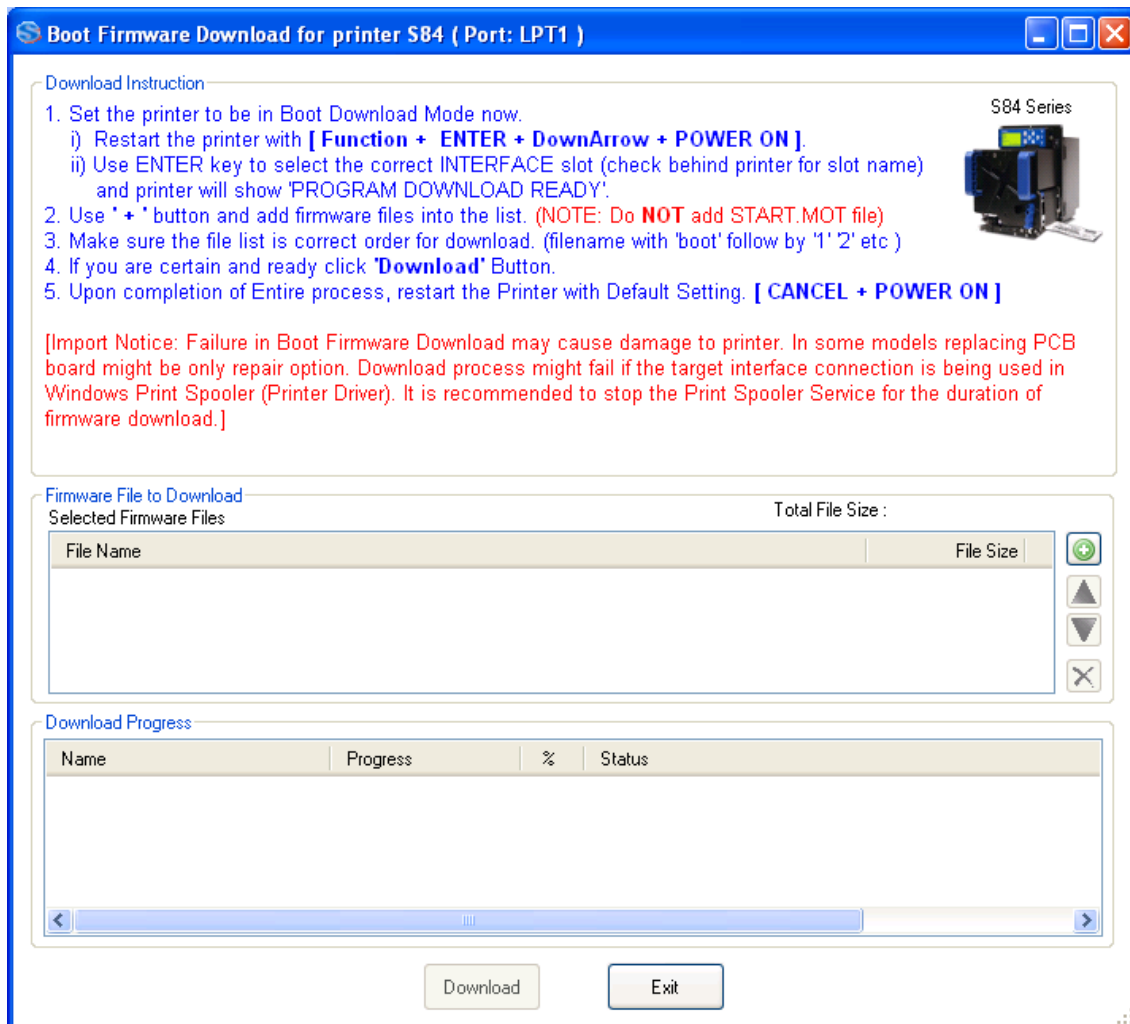 Boot Firmware Download for printer S84 ( Port: LPT1 )
Download Instruction
S84 Series
1. Set the printer to be in Boot Download Mode now.
i) Restart the printer with [ Function + ENTER + DownArrow + POWER ON ].
ii) Use ENTER key to select the correct INTERFACE slot (check behind printer for slot name)
and printer will show 'PROGRAM DOWNLOAD READY'.
2. Use ' + ' button and add firmware files into the list. (NOTE: Do NOT add START.MOT file)
3. Make sure the file list is correct order for download. (filename with 'boot' follow by '1' 2' etc )
4. If you are certain and ready click 'Download' Button.
5. Upon completion of Entire process, restart the Printer with Default Setting. [ CANCEL + POWER ON ]
[Import Notice: Failure in Boot Firmware Download may cause damage to printer. In some models replacing PCB
board might be only repair option. Download process might fail if the target interface connection is being used in
Windows Print Spooler (Printer Driver). It is recommended to stop the Print Spooler Service for the duration of
firmware download.]
Firmware File to Download
Selected Firmware Files
Total File Size :
File Name File Size
Download Progress
Name Progress % Status
Download Exit